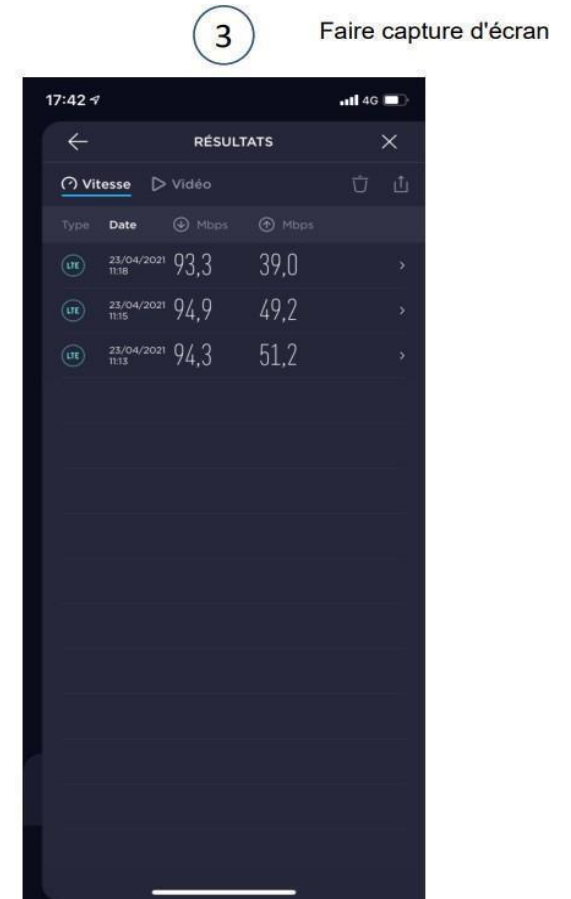 3
Faire capture d'écran
17:42 4G
RÉSULTATS
Vitesse Vidéo
Type Date Mbps Mbps
LTE 23/04/2021 11:18 93,3 39,0
LTE 23/04/2021 11:15 94,9 49,2
LTE 23/04/2021 11:13 94,3 51,2